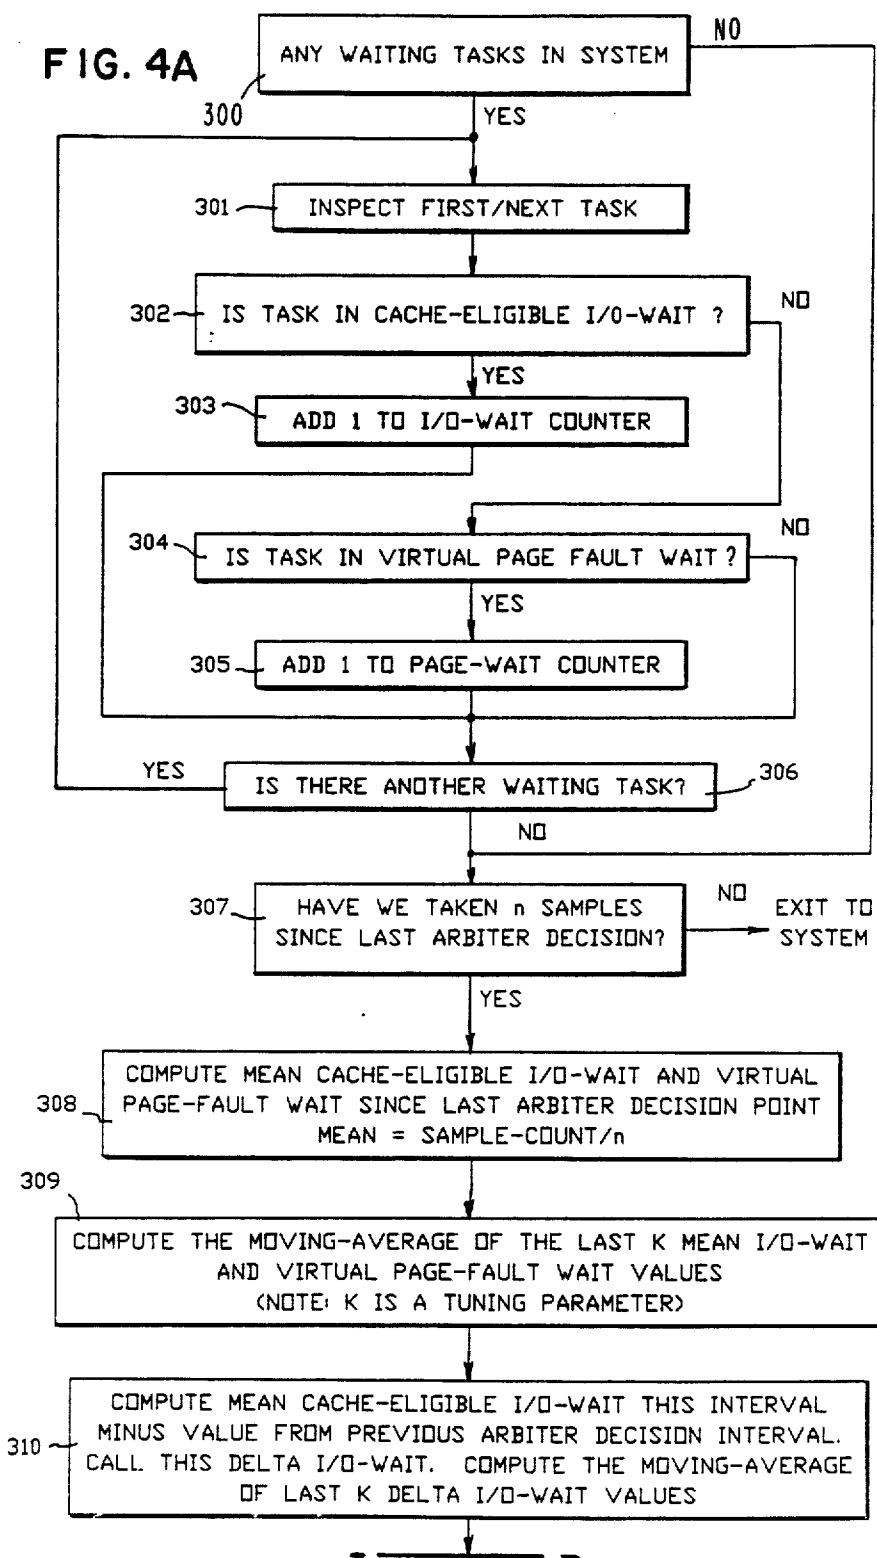 FIG. 4A
ANY WAITING TASKS IN SYSTEM
NO
300
YES
301
INSPECT FIRST/NEXT TASK
302
IS TASK IN CACHE-ELIGIBLE I/O-WAIT ?
NO
YES
303
ADD 1 TO I/O-WAIT COUNTER
304
IS TASK IN VIRTUAL PAGE FAULT WAIT?
NO
YES
305
ADD 1 TO PAGE-WAIT COUNTER
YES
IS THERE ANOTHER WAITING TASK?
306
NO
307
HAVE WE TAKEN n SAMPLES
SINCE LAST ARBITER DECISION?
NO
EXIT TO
SYSTEM
YES
308
COMPUTE MEAN CACHE-ELIGIBLE I/O-WAIT AND VIRTUAL
PAGE-FAULT WAIT SINCE LAST ARBITER DECISION POINT
MEAN = SAMPLE-COUNT/n
309
COMPUTE THE MOVING-AVERAGE OF THE LAST K MEAN I/O-WAIT
AND VIRTUAL PAGE-FAULT WAIT VALUES
(NOTE: K IS A TUNING PARAMETER)
310
COMPUTE MEAN CACHE-ELIGIBLE I/O-WAIT THIS INTERVAL
MINUS VALUE FROM PREVIOUS ARBITER DECISION INTERVAL.
CALL THIS DELTA I/O-WAIT. COMPUTE THE MOVING-AVERAGE
OF LAST K DELTA I/O-WAIT VALUES